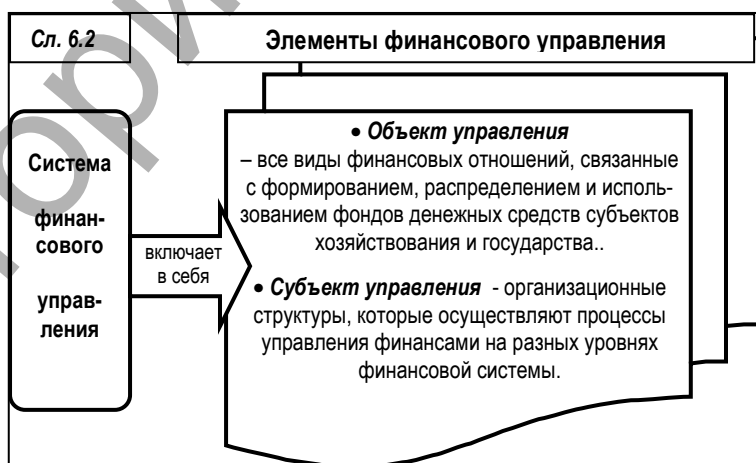 Сл. 6.2
Элементы финансового управления
Система
финан-
сового
управ-
ления
включает
в себя
• Объект управления
– все виды финансовых отношений, связанные
с формированием, распределением и исполь-
зованием фондов денежных средств субъектов
хозяйствования и государства..
• Субъект управления - организационные
структуры, которые осуществляют процессы
управления финансами на разных уровнях
финансовой системы.